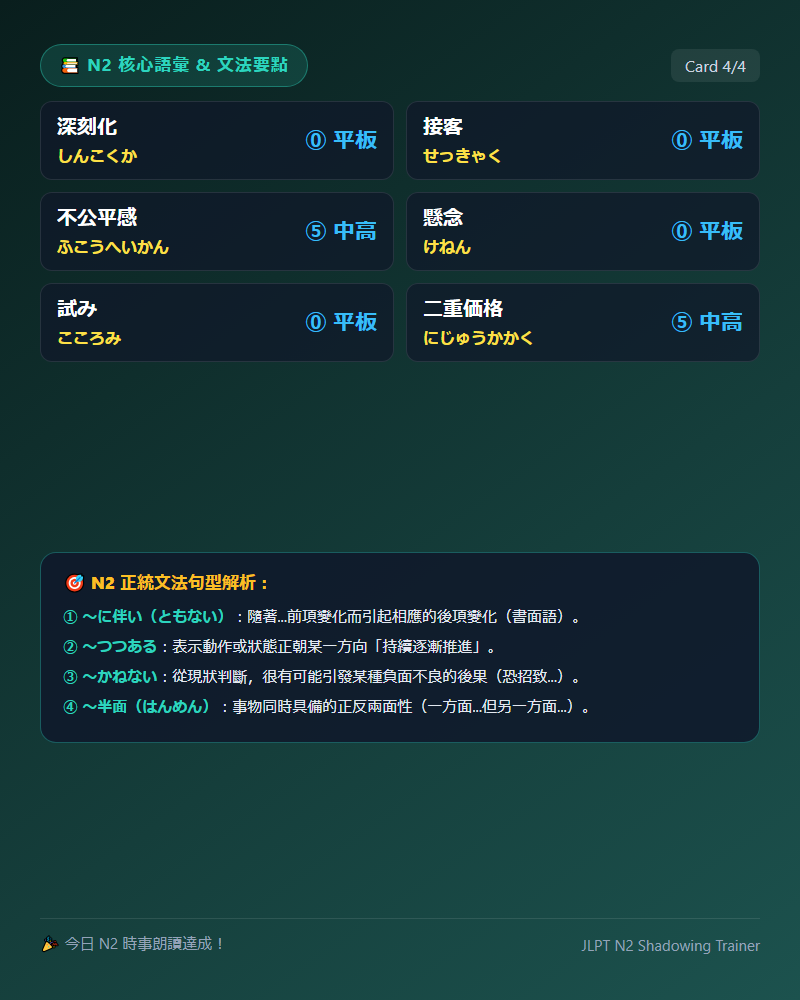 📚 N2 核心語彙 & 文法要點
Card 4/4
深刻化
しんこくか
⓪ 平板
接客
せっきゃく
⓪ 平板
不公平感
ふこうへいかん
⑤ 中高
懸念
けねん
⓪ 平板
試み
こころみ
⓪ 平板
二重価格
にじゅうかかく
⑤ 中高
🎯 N2 正統文法句型解析：
① ～に伴い（ともない）：隨著…前項變化而引起相應的後項變化（書面語）。
② ～つつある：表示動作或狀態正朝某一方向「持續逐漸推進」。
③ ～かねない：從現狀判斷，很有可能引發某種負面不良的後果（恐招致…）。
④ ～半面（はんめん）：事物同時具備的正反兩面性（一方面…但另一方面…）。
🎉 今日 N2 時事朗讀達成！
JLPT N2 Shadowing Trainer